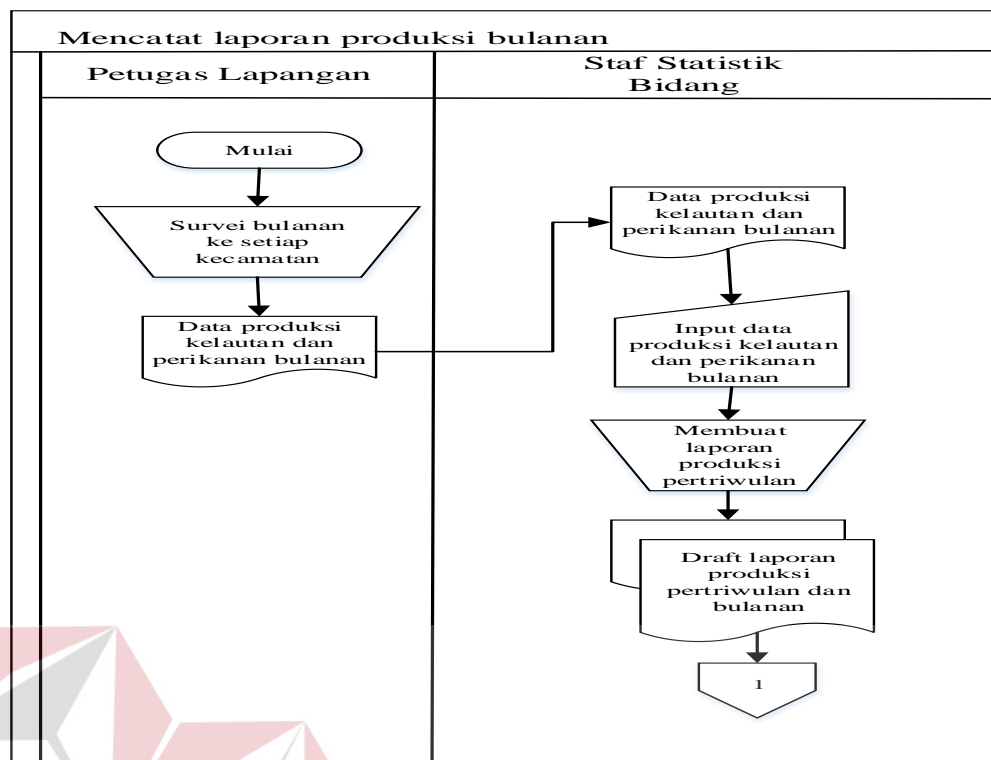 Mencatat laporan produksi bulanan
Petugas Lapangan
Staf Statistik
Bidang
Mulai
Survei bulanan
ke setiap
kecamatan
Data produksi
kelautan dan
perikanan bulanan
Data produksi
kelautan dan
perikanan bulanan
Input data
produksi kelautan
dan perikanan
bulanan
Membuat
laporan
produksi
pertriwulan
Draft laporan
produksi
pertriwulan dan
bulanan
1